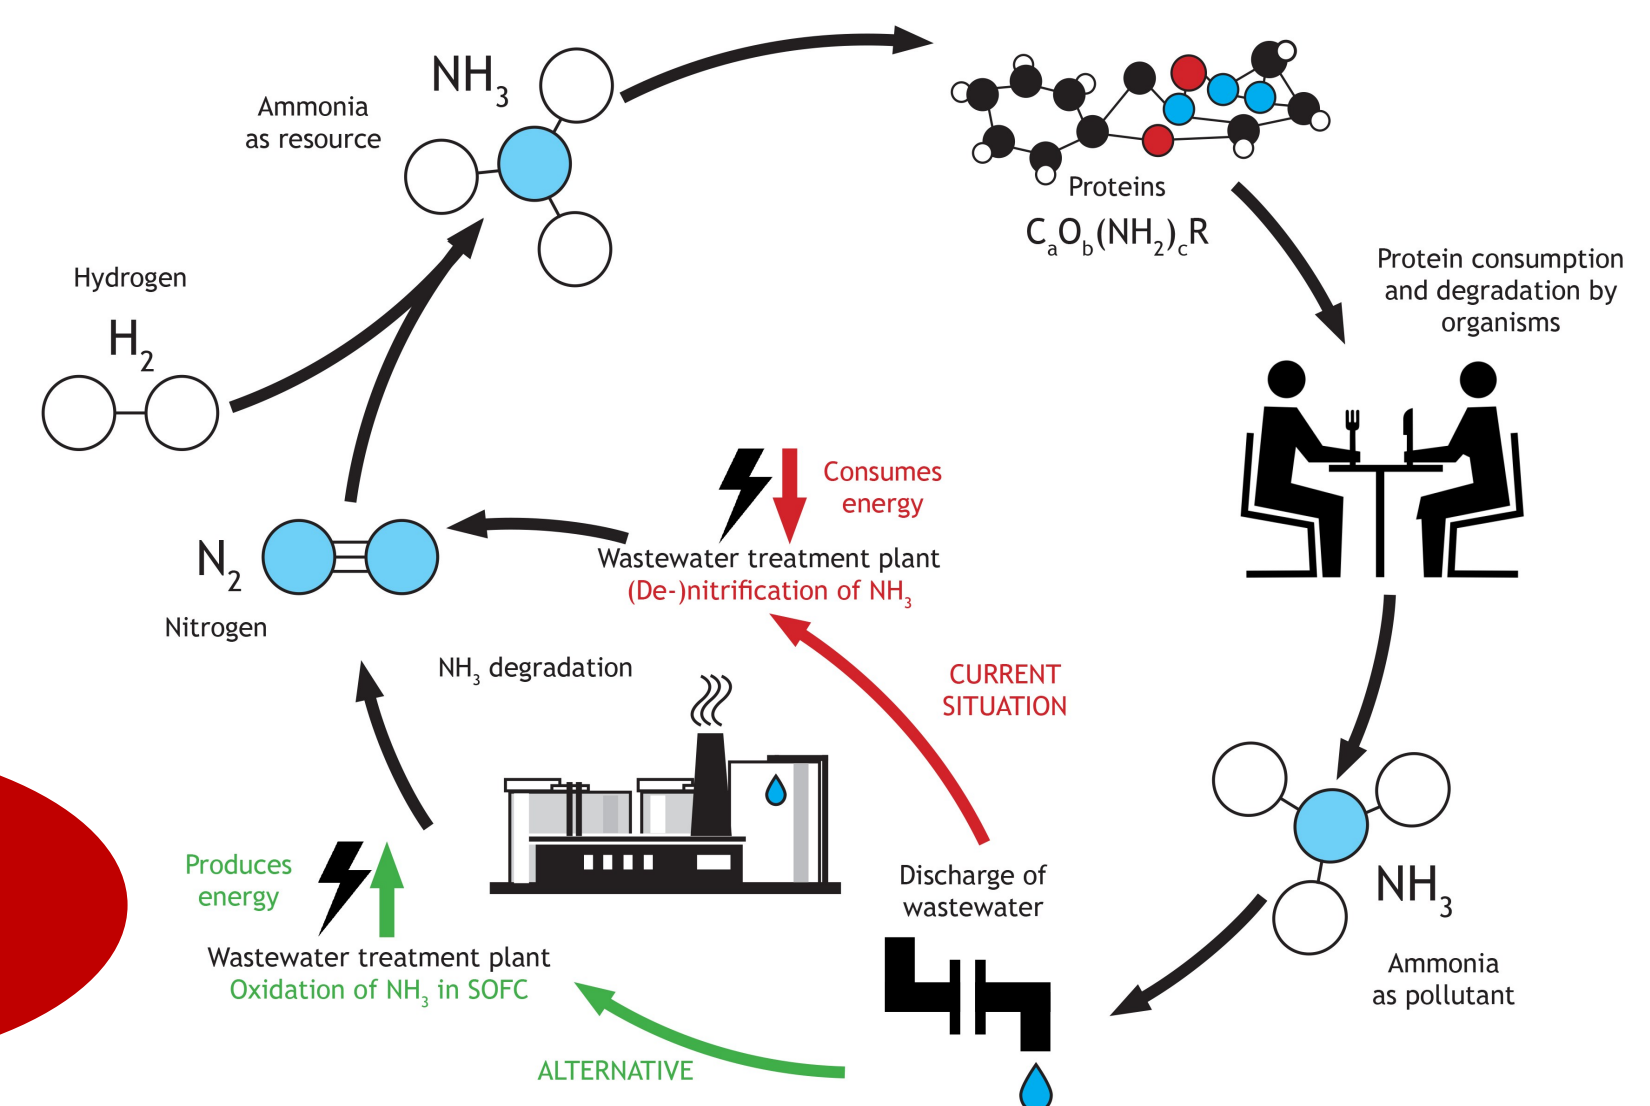 NH₃
Ammonia
as resource
Proteins
CₐO_b(NH₂)_cR
Hydrogen
H₂
Protein consumption
and degradation by
organisms
Consumes
energy
Wastewater treatment plant
(De-)nitrification of NH₃
N₂
Nitrogen
NH₃ degradation
CURRENT
SITUATION
Produces
energy
Wastewater treatment plant
Oxidation of NH₃ in SOFC
ALTERNATIVE
Discharge of
wastewater
NH₃
Ammonia
as pollutant